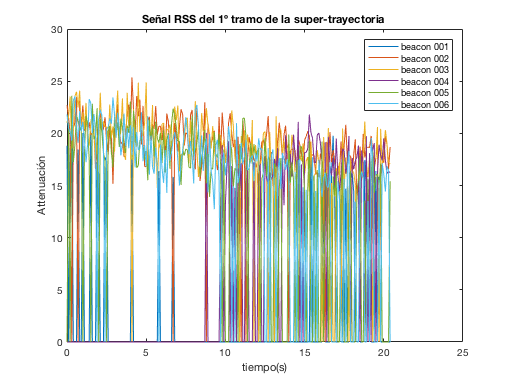 Señal RSS del 1º tramo de la super-trayectoria
30
25
20
15
10
5
0
Attenuación
beacon 001
beacon 002
beacon 003
beacon 004
beacon 005
beacon 006
0 5 10 15 20 25
tiempo(s)